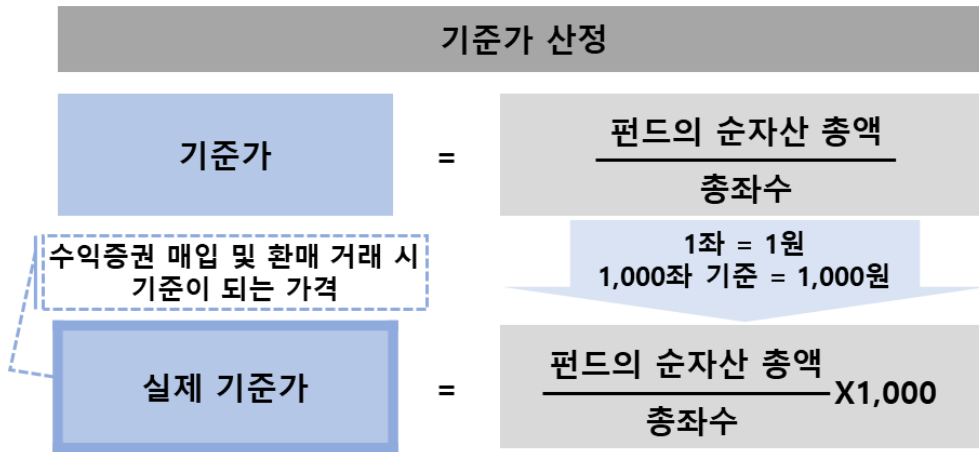 기준가 산정
기준가
=
펀드의 순자산 총액
총좌수
수익증권 매입 및 환매 거래 시
기준이 되는 가격
1좌 = 1원
1,000좌 기준 = 1,000원
실제 기준가
=
펀드의 순자산 총액
총좌수
X1,000